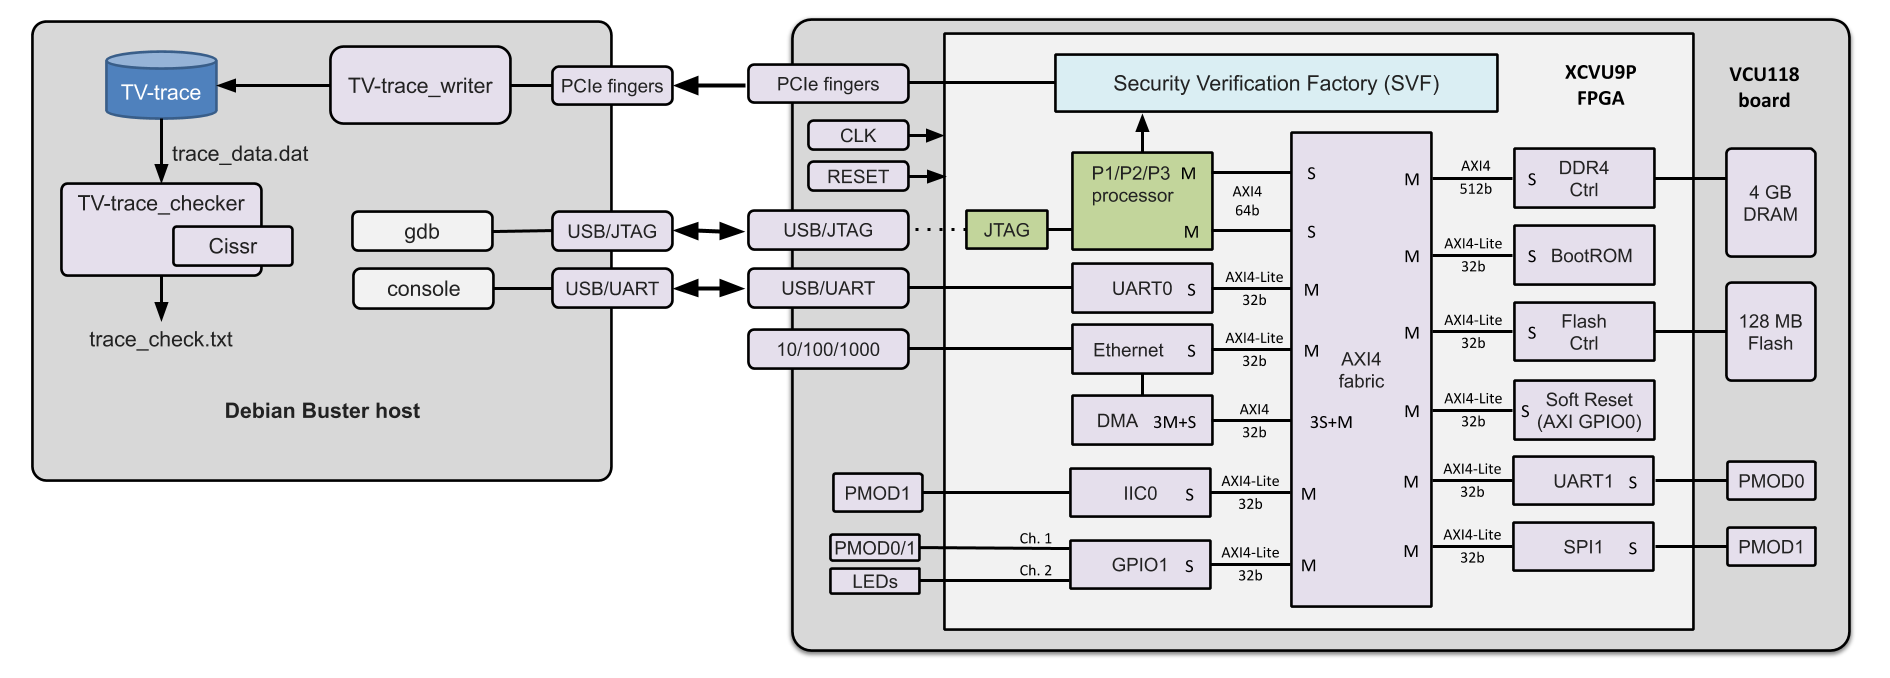 TV-trace
TV-trace_writer
PCIe fingers
trace_data.dat
TV-trace_checker
Cissr
trace_check.txt
gdb
USB/JTAG
console
USB/UART
Debian Buster host
PCIe fingers
CLK
RESET
USB/JTAG
USB/UART
10/100/1000
PMOD1
PMOD0/1
LEDs
Security Verification Factory (SVF)
XCVU9P
FPGA
VCU118
board
P1/P2/P3 M
processor
M
JTAG
AXI4
64b
UART0 S
AXI4-Lite
32b
Ethernet S
AXI4-Lite
32b
DMA 3M+S
AXI4
32b
IIC0 S
AXI4-Lite
32b
Ch. 1
Ch. 2
GPIO1 S
AXI4-Lite
32b
S
S
M
M
3S+M
M
M
AXI4
fabric
M
M
M
M
M
M
AXI4
512b
S DDR4
Ctrl
4 GB
DRAM
AXI4-Lite
32b
S BootROM
AXI4-Lite
32b
S Flash
Ctrl
128 MB
Flash
AXI4-Lite
32b
S Soft Reset
(AXI GPIO0)
AXI4-Lite
32b
UART1 S
PMOD0
AXI4-Lite
32b
SPI1 S
PMOD1